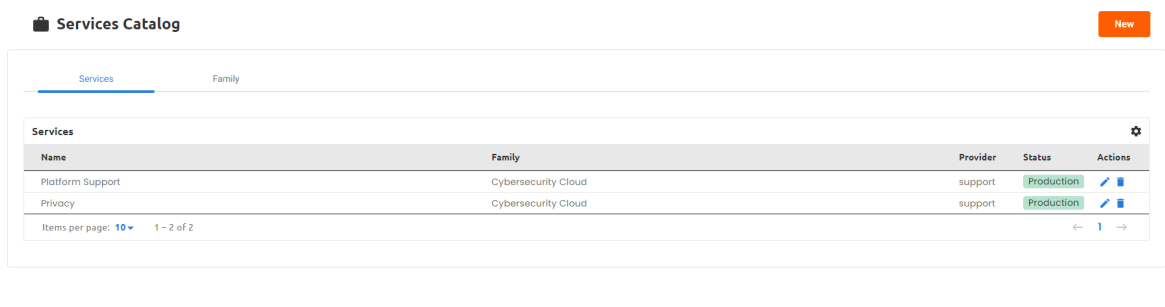 Services Catalog
New
Services Family
Services
Name Family Provider Status Actions
Platform Support Cybersecurity Cloud support Production
Privacy Cybersecurity Cloud support Production
Items per page: 10 1 – 2 of 2 ← 1 →